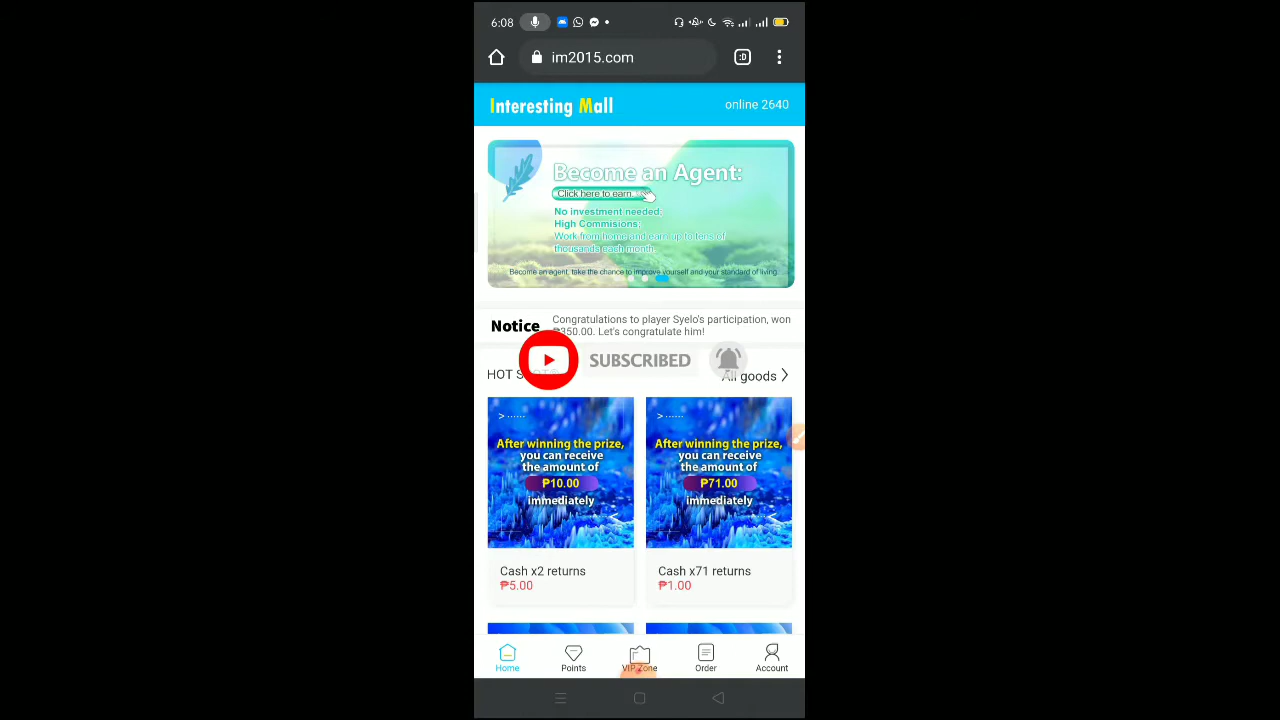 6:08
im2015.com
:D
Interesting Mall
online 2640
Become an Agent:
Click here to earn
No investment needed;
High Commisions;
Work from home and earn up to tens of
thousands each month.
Become an agent, take the chance to improve yourself and your standard of living.
Notice
Congratulations to player Syelo's participation, won
₱350.00. Let's congratulate him!
SUBSCRIBED
HOT
All goods
> ······
After winning the prize,
you can receive
the amount of
₱10.00
immediately
> ······
After winning the prize,
you can receive
the amount of
₱71.00
immediately
Cash x2 returns
₱5.00
Cash x71 returns
₱1.00
Home
Points
VIP Zone
Order
Account